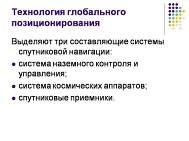 Технология глобального
позиционирования
Выделяют три составляющие системы
спутниковой навигации:
система наземного контроля и
управления;
система космических аппаратов;
спутниковые приемники.